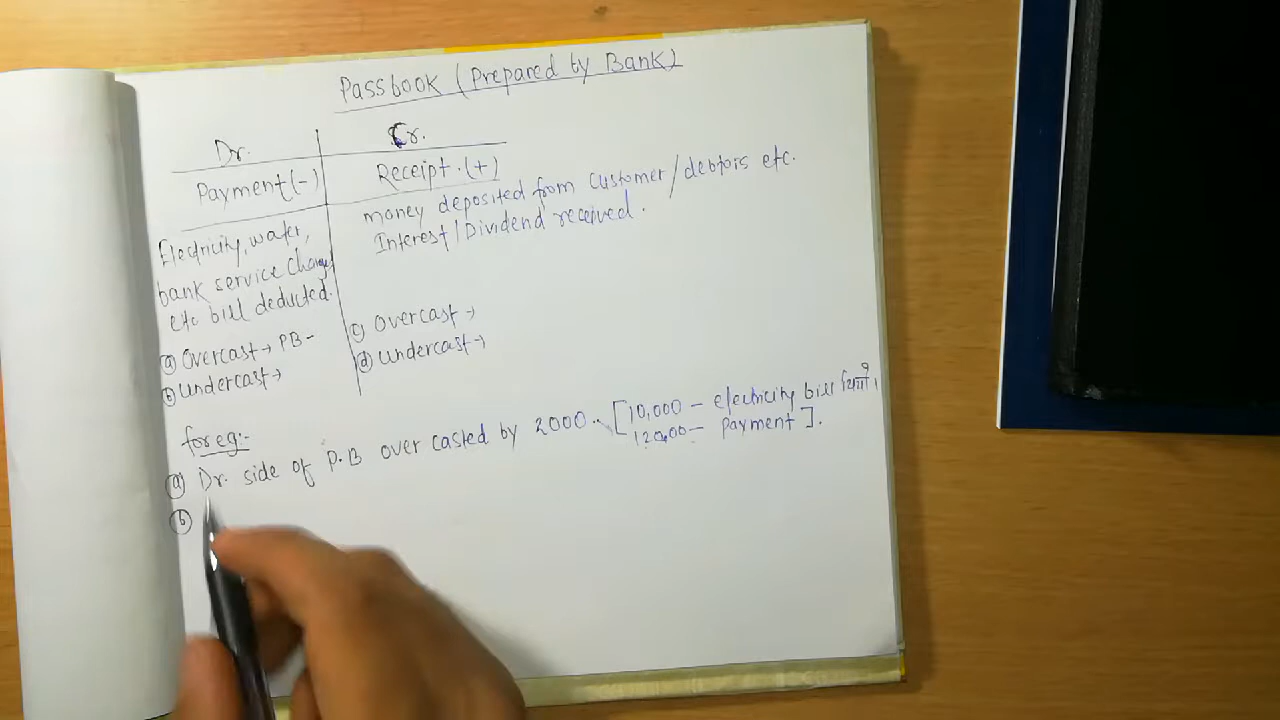 Passbook (Prepared by Bank)
Dr. Cr.
Payment (-) Receipt. (+)
money deposited from customer/debtors etc.
Interest/Dividend received.
Electricity, water,
bank service charge
etc bill deducted.
(a) Overcast → PB -
(b) Undercast →
(c) Overcast →
(d) Undercast →
for eg:-
(a) Dr. side of P.B over casted by 2000.. [10,000 - electricity bill
- payment].
(b)